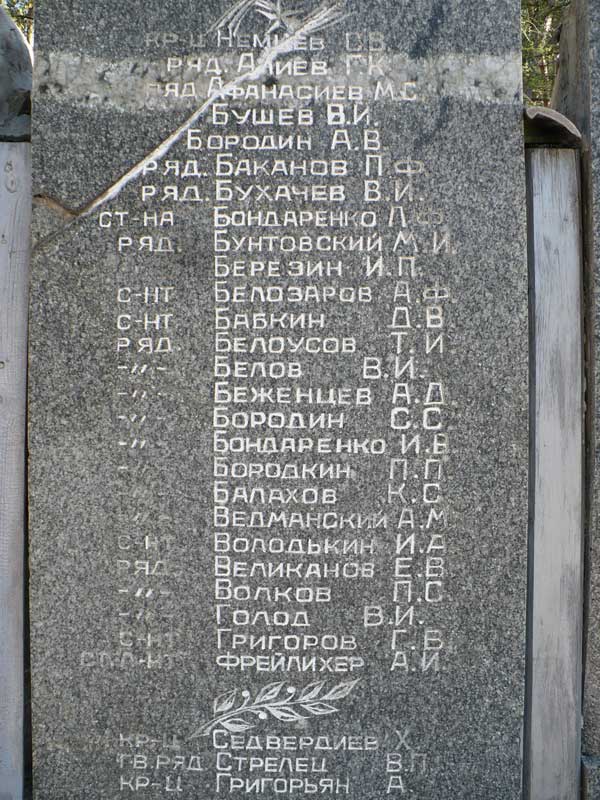 КР-Ц НЕМЦЕВ С.В.
РЯД. АЛИЕВ Г.К.
РЯД. АФАНАСИЕВ М.С.
БУШЕВ В.И.
БОРОДИН А.В.
РЯД. БАКАНОВ П.Ф.
РЯД. БУХАЧЕВ В.И.
СТ-НА БОНДАРЕНКО Л.Ф.
РЯД. БУНТОВСКИЙ М.И.
БЕРЕЗИН И.П.
С-НТ БЕЛОЗАРОВ А.Ф.
С-НТ БАБКИН Д.В.
РЯД. БЕЛОУСОВ Т.И.
-//- БЕЛОВ В.И.
-//- БЕЖЕНЦЕВ А.Д.
-//- БОРОДИН С.С.
-//- БОНДАРЕНКО И.В.
-//- БОРОДКИН П.П.
-//- БАЛАХОВ К.С.
-//- ВЕДМАНСКИЙ А.М.
С-НТ ВОЛОДЬКИН И.А.
РЯД. ВЕЛИКАНОВ Е.В.
-//- ВОЛКОВ П.С.
-//- ГОЛОД В.И.
С-НТ ГРИГОРОВ Г.В.
ФРЕЙЛИХЕР А.И.
КР-Ц СЕДВЕРДИЕВ Х.
ГВ.РЯД СТРЕЛЕЦ В.П.
КР-Ц ГРИГОРЬЯН А.